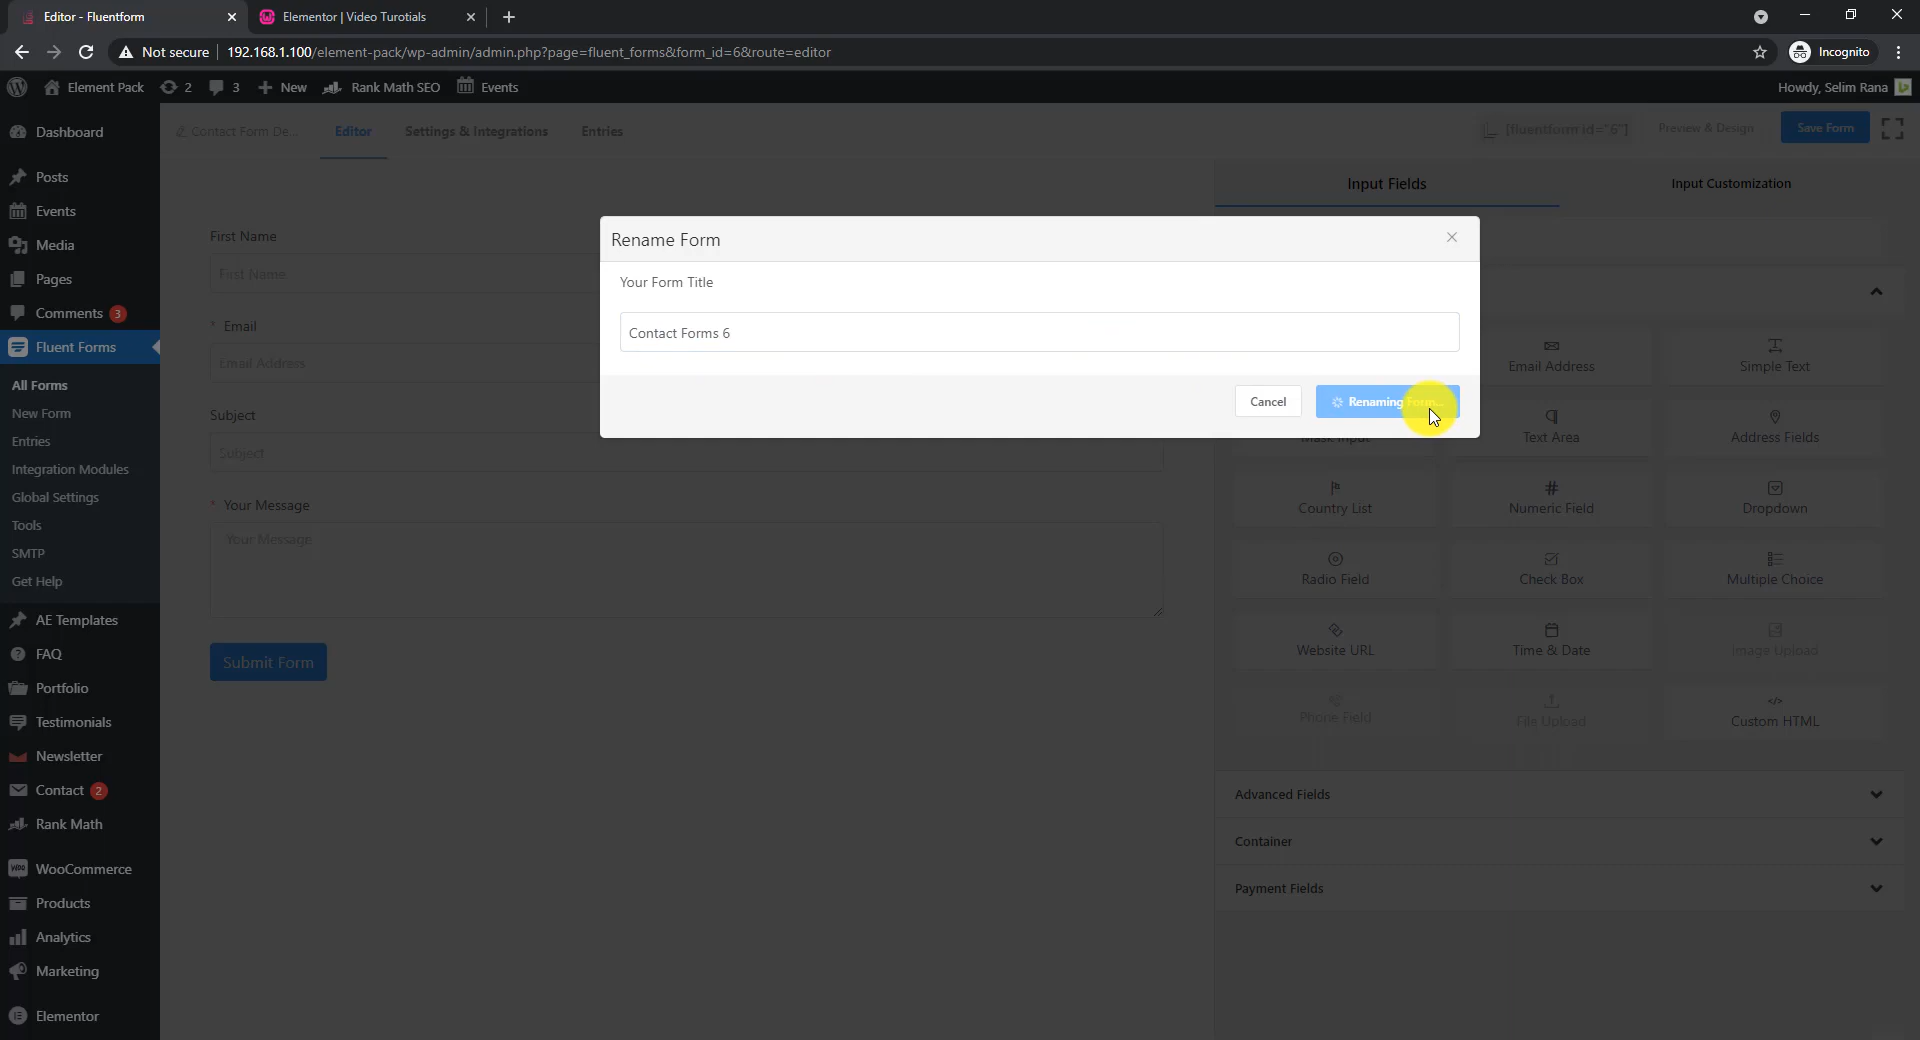 Editor - Fluentform
Elementor | Video Turotials
Not secure
192.168.1.100/element-pack/wp-admin/admin.php?page=fluent_forms&form_id=6&route=editor
Incognito
Element Pack
2
3
New
Rank Math SEO
Events
Howdy, Selim Rana
Dashboard
Posts
Events
Media
Pages
Comments 3
Fluent Forms
All Forms
New Form
Entries
Integration Modules
Global Settings
Tools
SMTP
Get Help
AE Templates
FAQ
Portfolio
Testimonials
Newsletter
Contact 2
Rank Math
WooCommerce
Products
Analytics
Marketing
Elementor
Contact Form De...
Editor
Settings & Integrations
Entries
[fluentform id="6"]
Preview & Design
Save Form
First Name
First Name
* Email
Email Address
Subject
Subject
* Your Message
Your Message
Submit Form
Rename Form
Your Form Title
Contact Forms 6
Cancel
Renaming Form...
Input Fields
Input Customization
Email Address
Simple Text
Mask Input
Text Area
Address Fields
Country List
Numeric Field
Dropdown
Radio Field
Check Box
Multiple Choice
Website URL
Time & Date
Image Upload
Phone Field
File Upload
Custom HTML
Advanced Fields
Container
Payment Fields